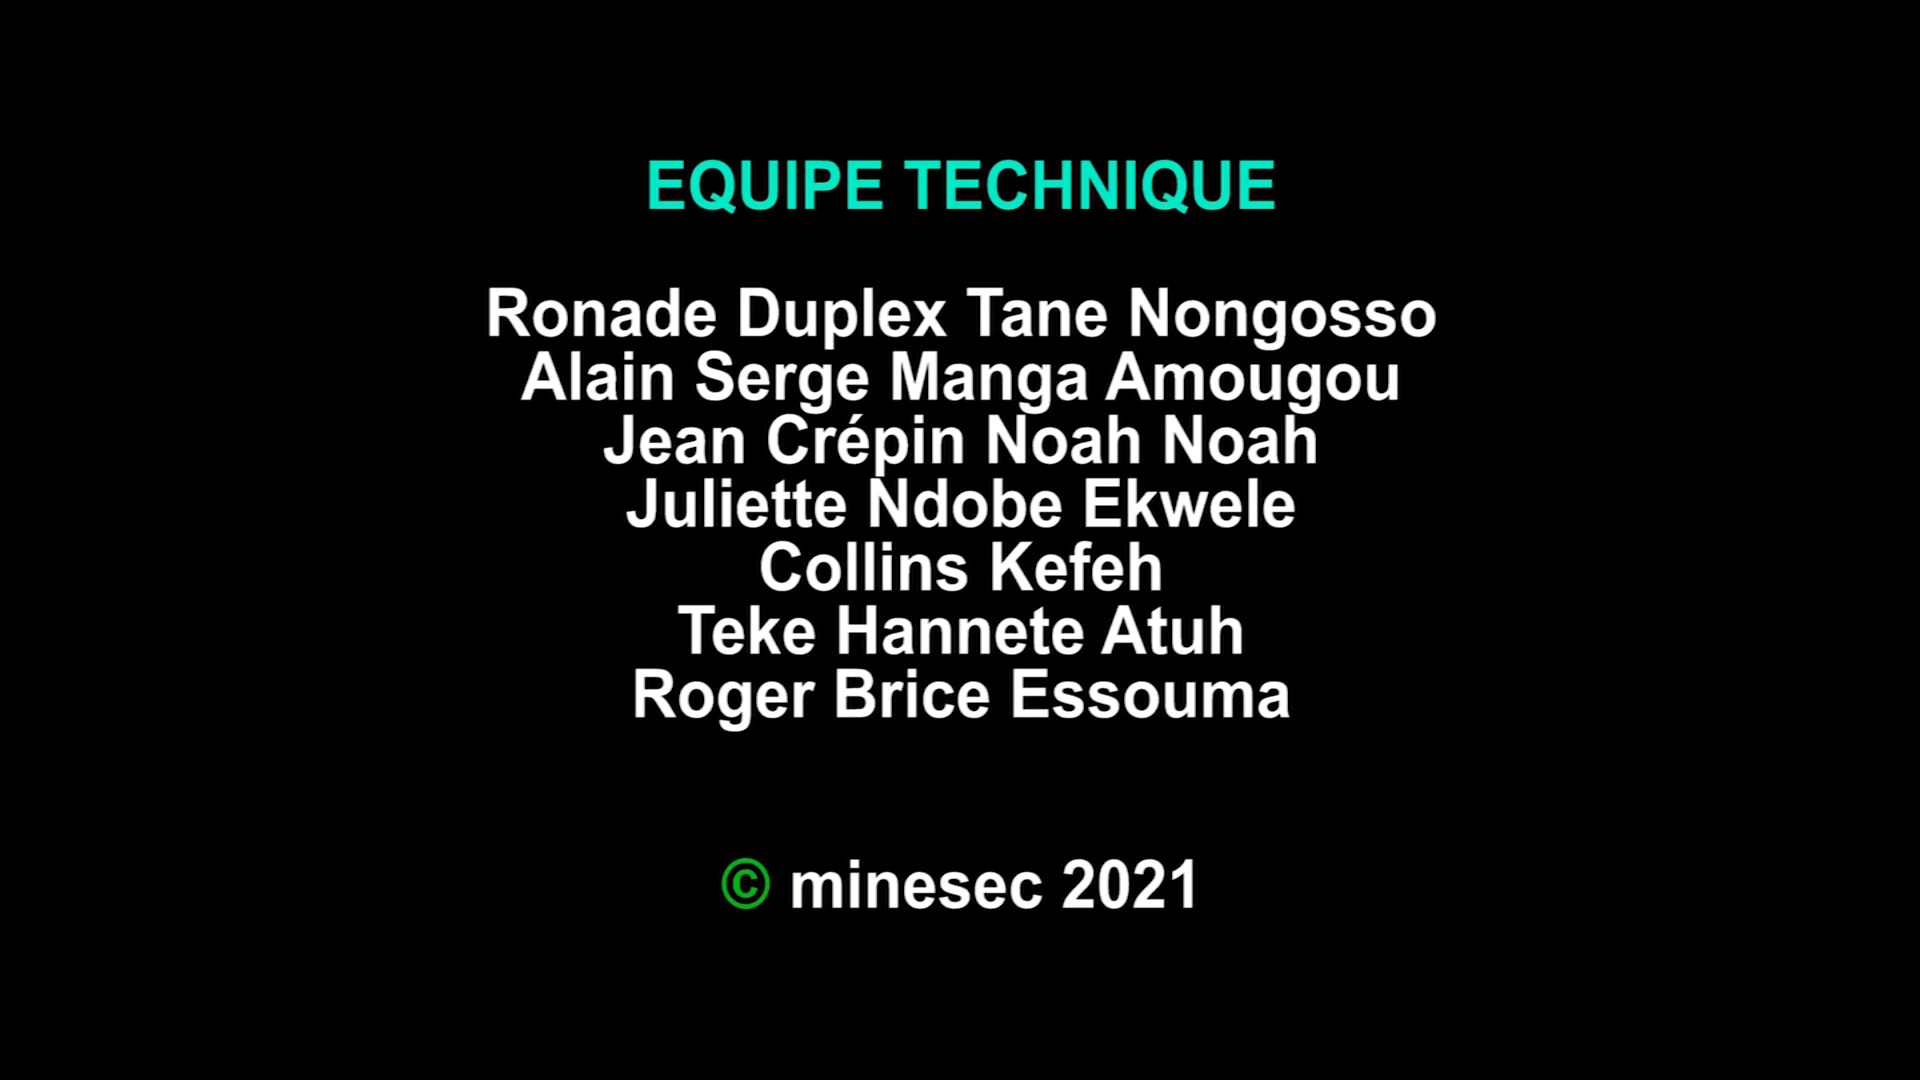 EQUIPE TECHNIQUE
Ronade Duplex Tane Nongosso
Alain Serge Manga Amougou
Jean Crépin Noah Noah
Juliette Ndobe Ekwele
Collins Kefeh
Teke Hannete Atuh
Roger Brice Essouma
© minesec 2021